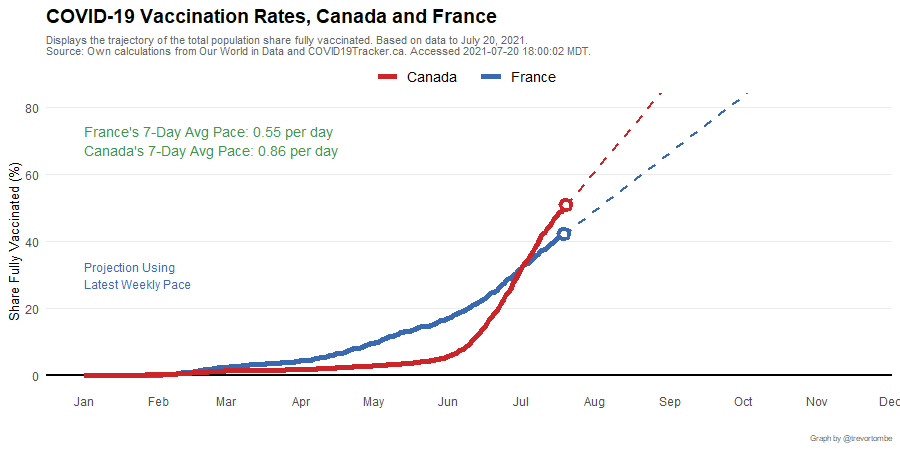 COVID-19 Vaccination Rates, Canada and France
Displays the trajectory of the total population share fully vaccinated. Based on data to July 20, 2021.
Source: Own calculations from Our World in Data and COVID19Tracker.ca. Accessed 2021-07-20 18:00:02 MDT.
Canada France
80
60
40
20
0
Share Fully Vaccinated (%)
France's 7-Day Avg Pace: 0.55 per day
Canada's 7-Day Avg Pace: 0.86 per day
Projection Using
Latest Weekly Pace
Jan Feb Mar Apr May Jun Jul Aug Sep Oct Nov Dec
Graph by @trevortombe